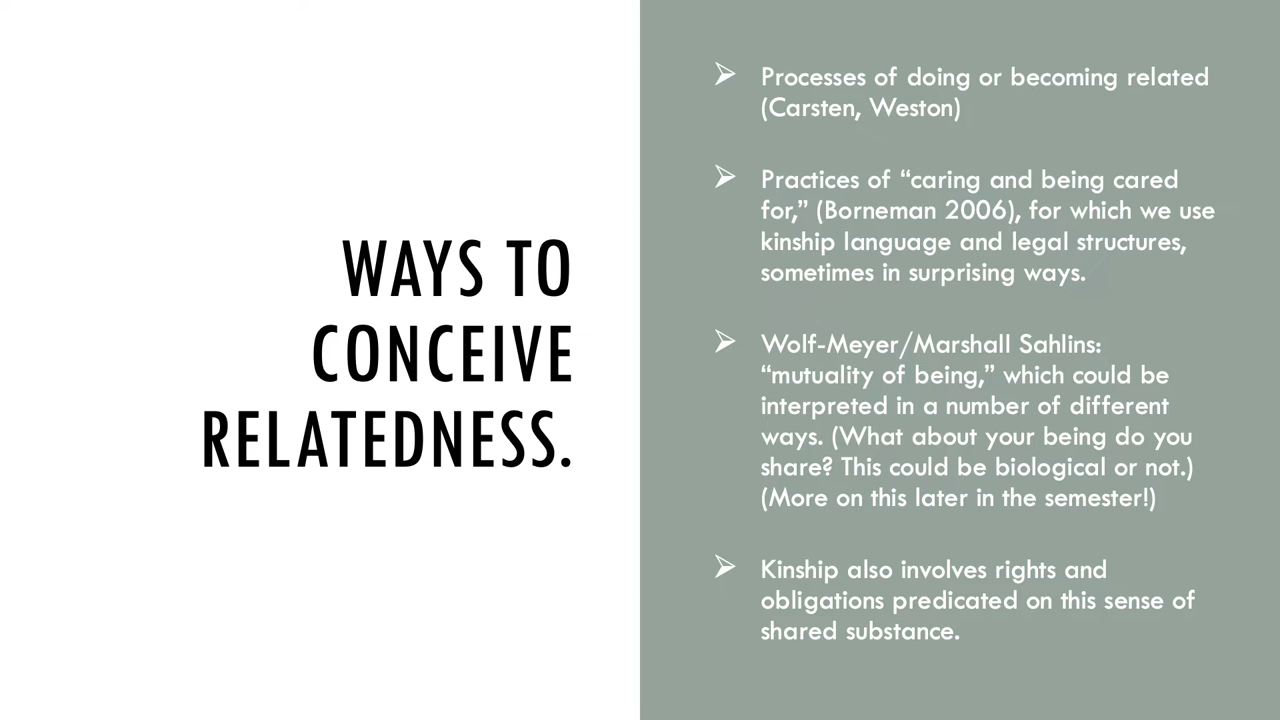 WAYS TO
CONCEIVE
RELATEDNESS.
➢ Processes of doing or becoming related
(Carsten, Weston)
➢ Practices of “caring and being cared
for,” (Borneman 2006), for which we use
kinship language and legal structures,
sometimes in surprising ways.
➢ Wolf-Meyer/Marshall Sahlins:
“mutuality of being,” which could be
interpreted in a number of different
ways. (What about your being do you
share? This could be biological or not.)
(More on this later in the semester!)
➢ Kinship also involves rights and
obligations predicated on this sense of
shared substance.